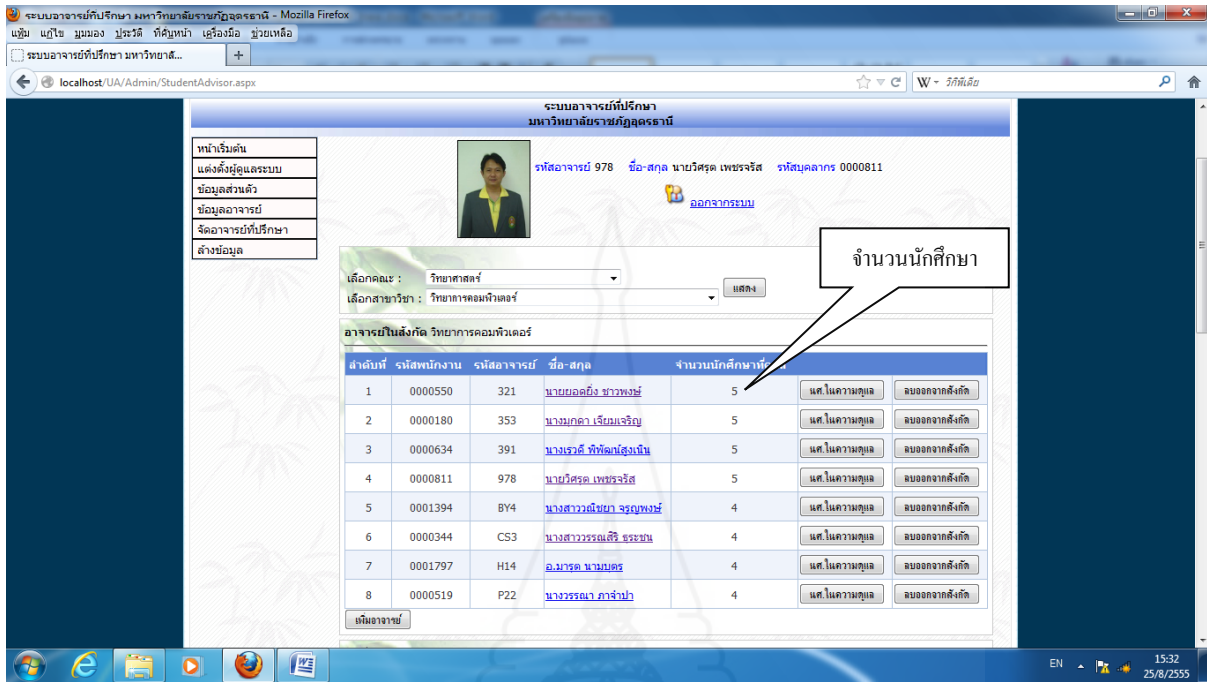 ระบบอาจารย์ที่ปรึกษา มหาวิทยาลัยราชภัฏอุดรธานี - Mozilla Firefox
แฟ้ม แก้ไข มุมมอง ประวัติ ที่คั่นหน้า เครื่องมือ ช่วยเหลือ
ระบบอาจารย์ที่ปรึกษา มหาวิทยาลั... +
localhost/UA/Admin/StudentAdvisor.aspx W วิกิพีเดีย
ระบบอาจารย์ที่ปรึกษา
มหาวิทยาลัยราชภัฏอุดรธานี
หน้าเริ่มต้น
แต่งตั้งผู้ดูแลระบบ
ข้อมูลส่วนตัว
ข้อมูลอาจารย์
จัดอาจารย์ที่ปรึกษา
ล้างข้อมูล
รหัสอาจารย์ 978 ชื่อ-สกุล นายวิศรุต เพชรจรัส รหัสบุคลากร 0000811
ออกจากระบบ
จำนวนนักศึกษา
เลือกคณะ : วิทยาศาสตร์
เลือกสาขาวิชา : วิทยาการคอมพิวเตอร์ แสดง
อาจารย์ในสังกัด วิทยาการคอมพิวเตอร์
ลำดับที่ รหัสพนักงาน รหัสอาจารย์ ชื่อ-สกุล จำนวนนักศึกษาที่
1 0000550 321 นายยอดยิ่ง ชาวพงษ์ 5 นศ.ในความดูแล ลบออกจากสังกัด
2 0000180 353 นางมุกดา เจียมเจริญ 5 นศ.ในความดูแล ลบออกจากสังกัด
3 0000634 391 นางเรวดี พิพัฒน์สูงเนิน 5 นศ.ในความดูแล ลบออกจากสังกัด
4 0000811 978 นายวิศรุต เพชรจรัส 5 นศ.ในความดูแล ลบออกจากสังกัด
5 0001394 BY4 นางสาววณิชยา จรูญพงษ์ 4 นศ.ในความดูแล ลบออกจากสังกัด
6 0000344 CS3 นางสาววรรณสิริ ธุระชน 4 นศ.ในความดูแล ลบออกจากสังกัด
7 0001797 H14 อ.มารุต นามบุตร 4 นศ.ในความดูแล ลบออกจากสังกัด
8 0000519 P22 นางวรรณา ภาจำปา 4 นศ.ในความดูแล ลบออกจากสังกัด
เพิ่มอาจารย์
EN 15:32
25/8/2555